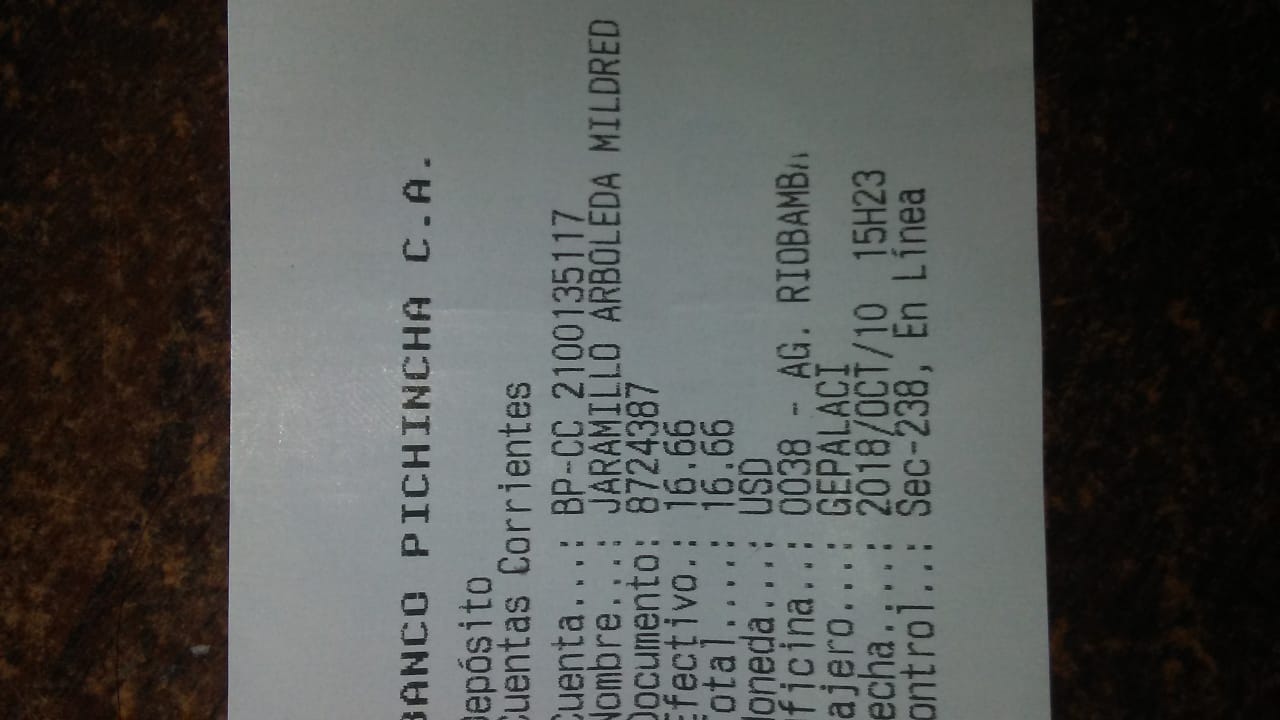 BANCO PICHINCHA C.A.
Depósito
Cuentas Corrientes
Cuenta...: BP-CC 2100135117
Nombre...: JARAMILLO ARBOLEDA MILDRED
Documento: 8724387
Efectivo.: 16.66
Total....: 16.66
Moneda...: USD
Oficina..: 0038 - AG. RIOBAMBA
Cajero...: GEPALACI
Fecha....: 2018/OCT/10 15H23
Control..: Sec-238, En Línea